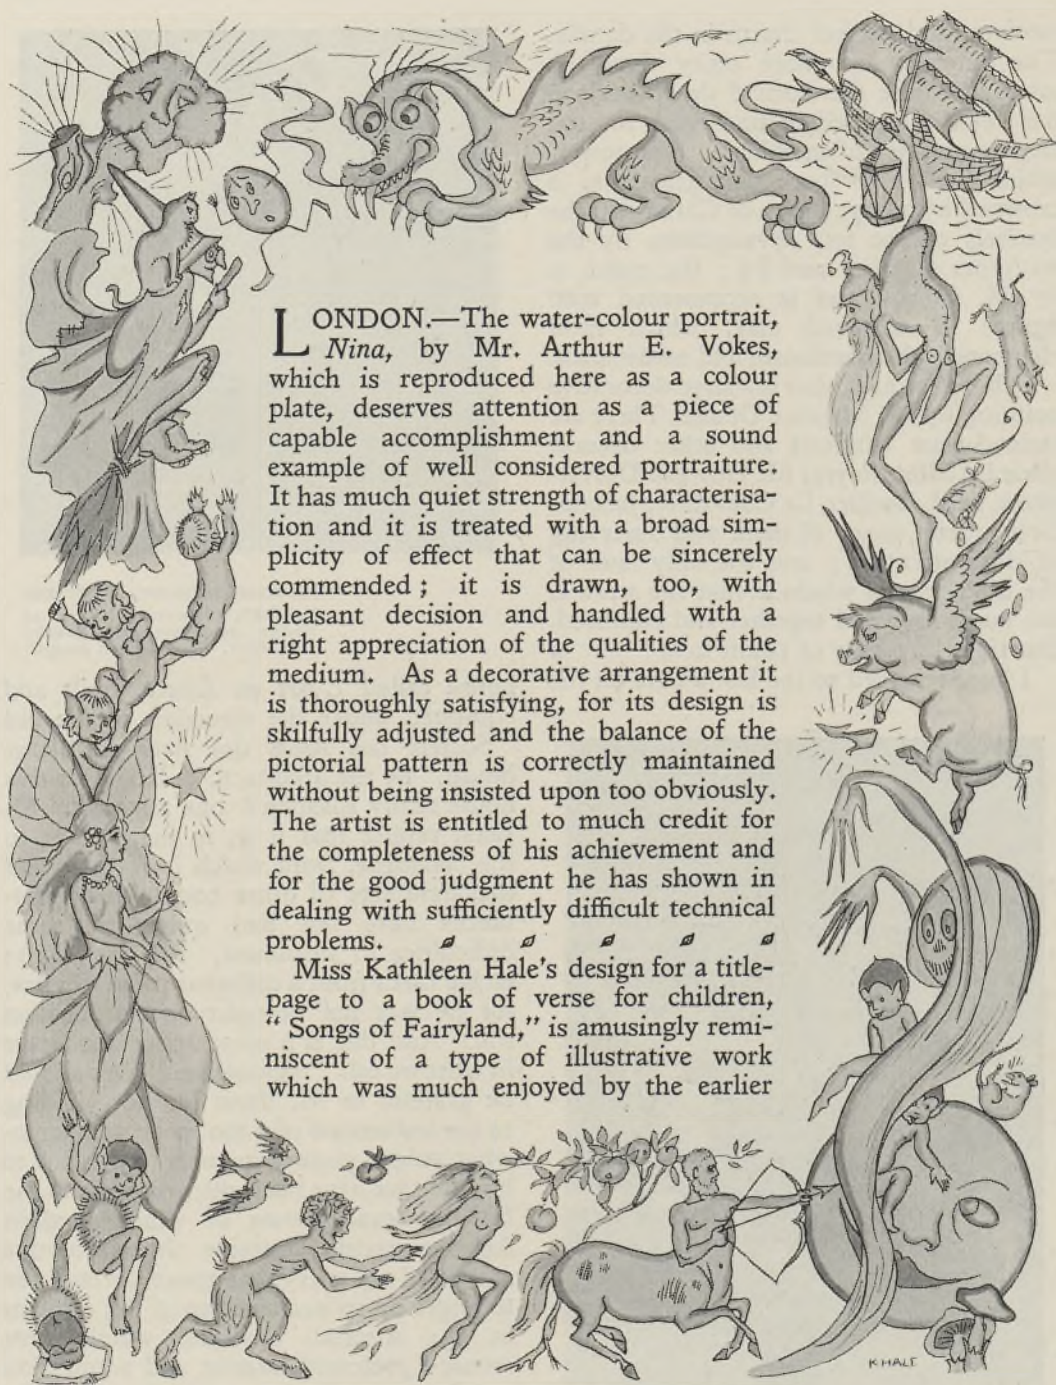 LONDON.—The water-colour portrait,
Nina, by Mr. Arthur E. Vokes,
which is reproduced here as a colour
plate, deserves attention as a piece of
capable accomplishment and a sound
example of well considered portraiture.
It has much quiet strength of characterisa-
tion and it is treated with a broad sim-
plicity of effect that can be sincerely
commended ; it is drawn, too, with
pleasant decision and handled with a
right appreciation of the qualities of the
medium. As a decorative arrangement it
is thoroughly satisfying, for its design is
skilfully adjusted and the balance of the
pictorial pattern is correctly maintained
without being insisted upon too obviously.
The artist is entitled to much credit for
the completeness of his achievement and
for the good judgment he has shown in
dealing with sufficiently difficult technical
problems.
Miss Kathleen Hale's design for a title-
page to a book of verse for children,
“ Songs of Fairyland,” is amusingly remi-
niscent of a type of illustrative work
which was much enjoyed by the earlier
K HALE